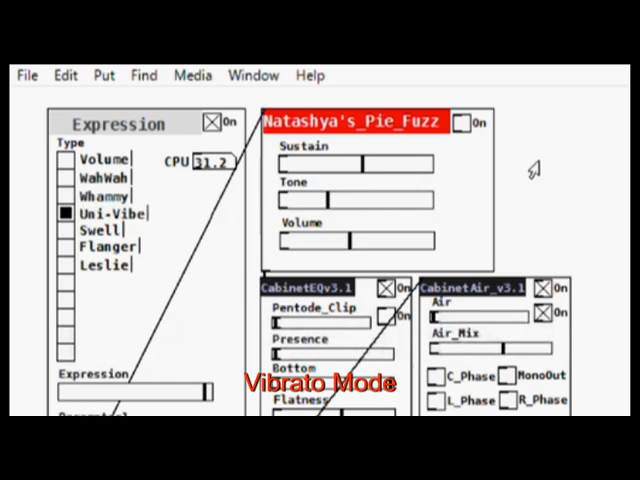 File Edit Put Find Media Window Help
Expression On
Type
Volume
CPU 31.2
WahWah
Whammy
Uni-Vibe
Swell
Flanger
Leslie
Expression
Natashya's_Pie_Fuzz On
Sustain
Tone
Volume
CabinetEQv3.1 On
Pentode_Clip
On
Presence
Bottom
Flatness
CabinetAir_v3.1 On
Air
On
Air_Mix
C_Phase MonoOut
L_Phase R_Phase
Vibrato Mode